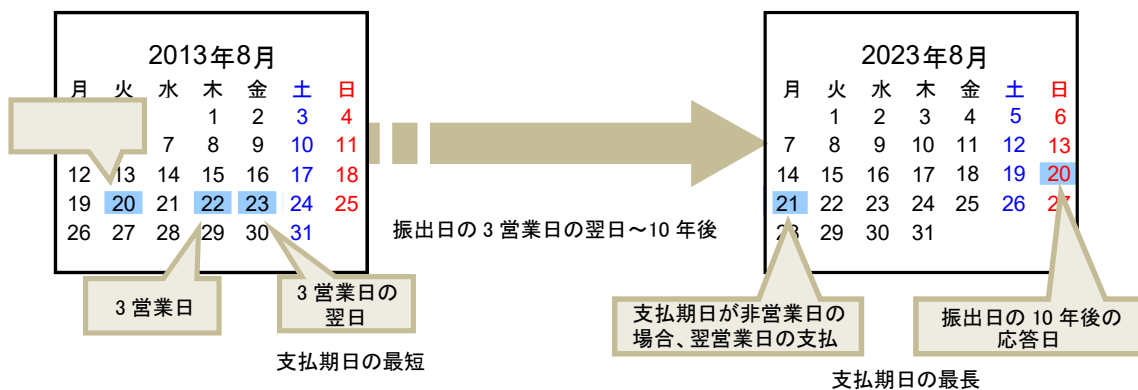 2013年8月
月 火 水 木 金 土 日
1 2 3 4
7 8 9 10 11
12 13 14 15 16 17 18
19 20 21 22 23 24 25
26 27 28 29 30 31
3 営業日
3 営業日の
翌日
支払期日の最短
振出日の 3 営業日の翌日～10 年後
2023年8月
月 火 水 木 金 土 日
1 2 3 4 5 6
7 8 9 10 11 12 13
14 15 16 17 18 19 20
21 22 23 24 25 26 27
28 29 30 31
支払期日が非営業日の
場合、翌営業日の支払
振出日の 10 年後の
応答日
支払期日の最長